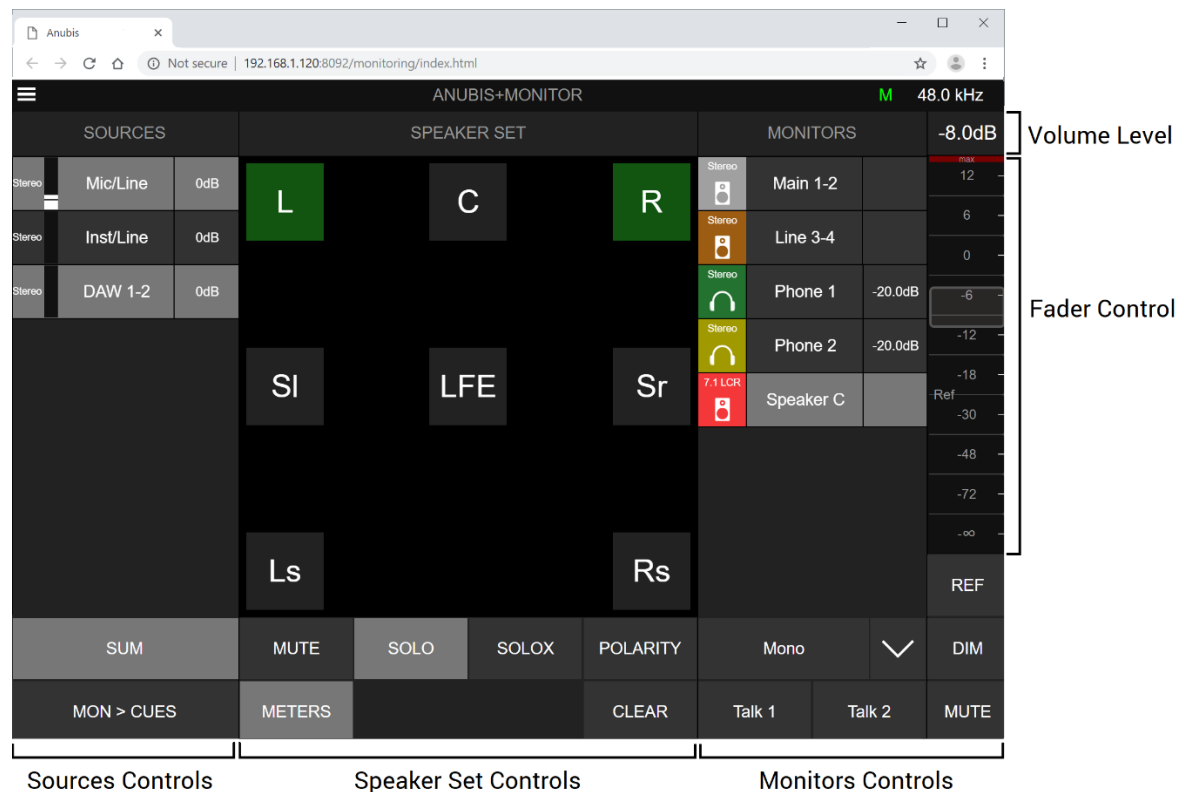 Anubis
Not secure | 192.168.1.120:8092/monitoring/index.html
ANUBIS+MONITOR M 48.0 kHz
SOURCES SPEAKER SET MONITORS -8.0dB
Volume Level
Stereo Mic/Line 0dB
Stereo Inst/Line 0dB
Stereo DAW 1-2 0dB
L C R
Sl LFE Sr
Ls Rs
Stereo Main 1-2
Stereo Line 3-4
Stereo Phone 1 -20.0dB
Stereo Phone 2 -20.0dB
7.1 LCR Speaker C
max
12
6
0
-6
-12
-18
Ref
-30
-48
-72
-∞
Fader Control
REF
SUM MUTE SOLO SOLOX POLARITY Mono DIM
MON > CUES METERS CLEAR Talk 1 Talk 2 MUTE
Sources Controls Speaker Set Controls Monitors Controls